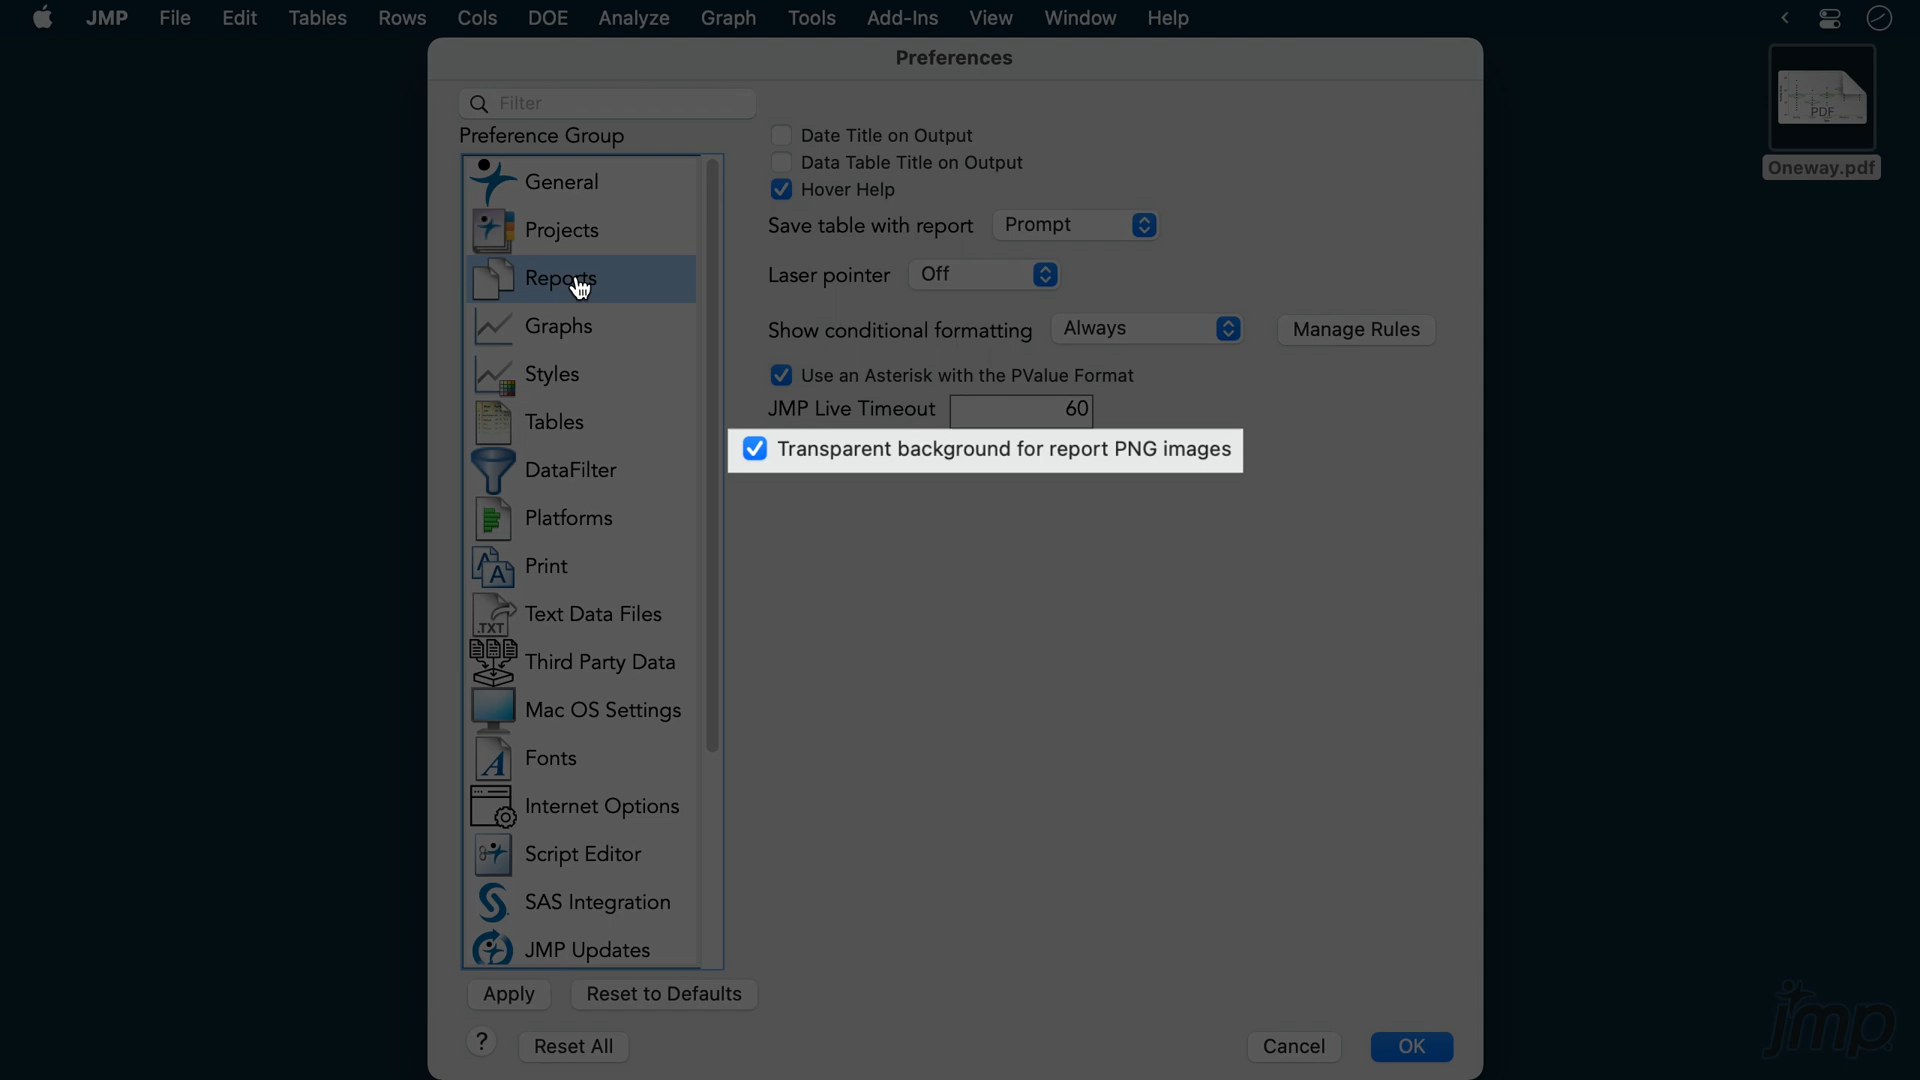 JMP File Edit Tables Rows Cols DOE Analyze Graph Tools Add-Ins View Window Help
Preferences
Filter
Preference Group
General
Projects
Reports
Graphs
Styles
Tables
DataFilter
Platforms
Print
.TXT
Text Data Files
Third Party Data
Mac OS Settings
Fonts
Internet Options
Script Editor
SAS Integration
JMP Updates
Date Title on Output
Data Table Title on Output
Hover Help
Save table with report Prompt
Laser pointer Off
Show conditional formatting Always Manage Rules
Use an Asterisk with the PValue Format
JMP Live Timeout 60
Transparent background for report PNG images
Apply Reset to Defaults
? Reset All Cancel OK
PDF
Oneway.pdf
jmp